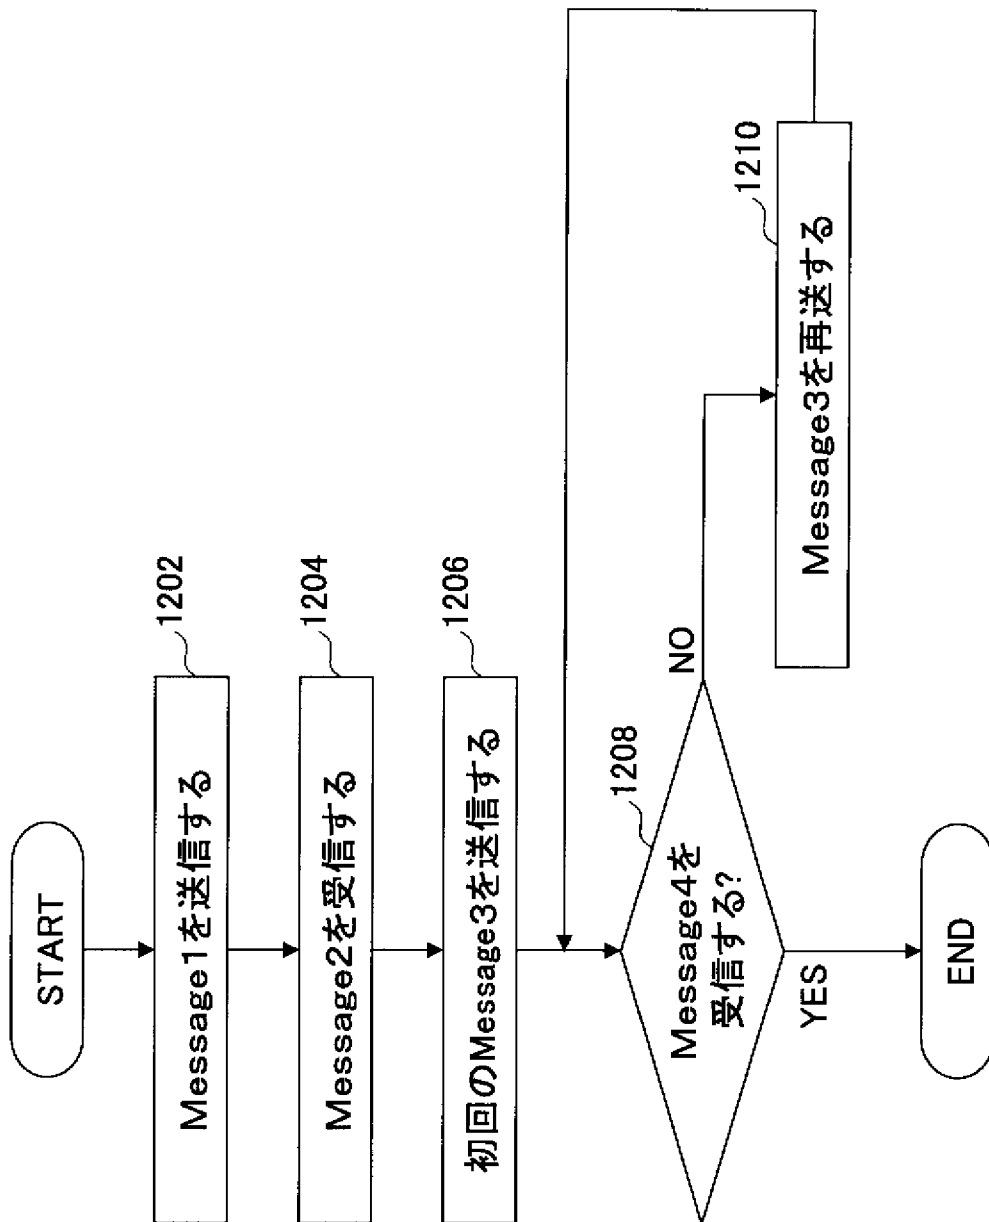 START
Message1を送信する
1202
Message2を受信する
1204
初回のMessage3を送信する
1206
Message4を
受信する?
1208
NO
YES
Message3を再送する
1210
END